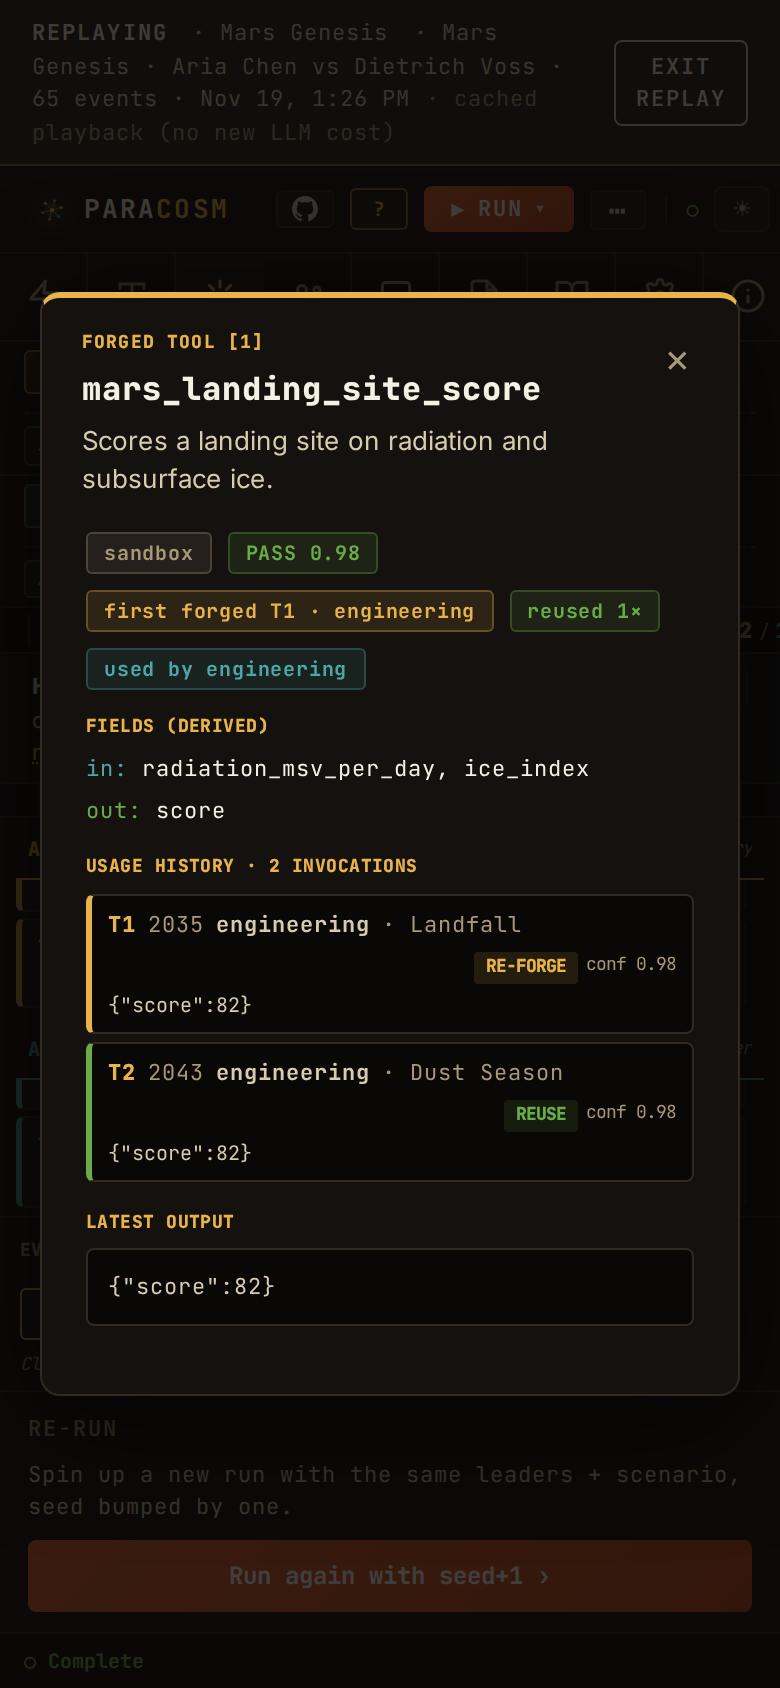 REPLAYING · Mars Genesis · Mars
Genesis · Aria Chen vs Dietrich Voss ·
65 events · Nov 19, 1:26 PM · cached
playback (no new LLM cost)
EXIT
REPLAY
PARACOSM
?
▶ RUN ▾
…
FORGED TOOL [1]
×
mars_landing_site_score
Scores a landing site on radiation and
subsurface ice.
sandbox
PASS 0.98
first forged T1 · engineering
reused 1×
used by engineering
FIELDS (DERIVED)
in: radiation_msv_per_day, ice_index
out: score
USAGE HISTORY · 2 INVOCATIONS
T1 2035 engineering · Landfall
RE-FORGE conf 0.98
{"score":82}
T2 2043 engineering · Dust Season
REUSE conf 0.98
{"score":82}
LATEST OUTPUT
{"score":82}
RE-RUN
Spin up a new run with the same leaders + scenario,
seed bumped by one.
Run again with seed+1 ›
Complete